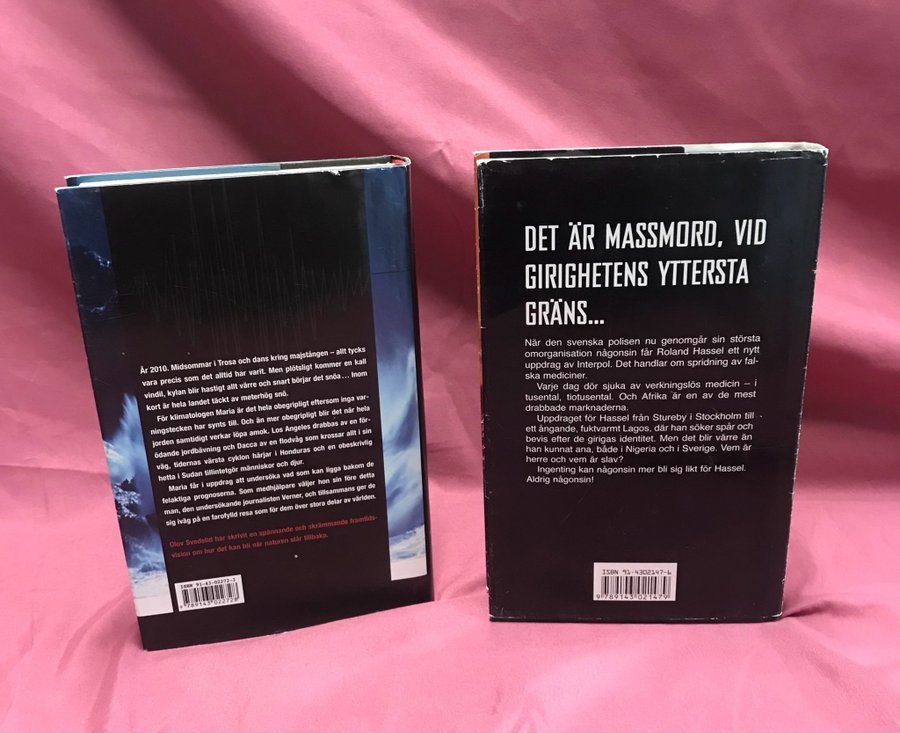 År 2010. Midsommar i Trosa och dans kring majstången – allt tycks
vara precis som det alltid har varit. Men plötsligt kommer en kall
vindil, kylan blir hastigt allt värre och snart börjar det snöa ... Inom
kort är hela landet täckt av meterhög snö.
För klimatologen Maria är det hela obegripligt eftersom inga var-
ningstecken har synts till. Och än mer obegripligt blir det när hela
jorden samtidigt verkar löpa amok. Los Angeles drabbas av en för-
ödande jordbävning och Dacca av en flodvåg som krossar allt i sin
väg, tidernas värsta cyklon härjar i Honduras och en obeskrivlig
hetta i Sudan tillintetgör människor och djur.
Maria får i uppdrag att undersöka vad som kan ligga bakom de
felaktiga prognoserna. Som medhjälpare väljer hon sin före detta
man, den undersökande journalisten Verner, och tillsammans ger de
sig iväg på en farofylld resa som för dem över stora delar av världen.
Olov Svedelid har skrivit en spännande och skrämmande framtids-
vision om hur det kan bli när naturen slår tillbaka.
ISBN 91-43-02272-3
9 789143 022728
DET ÄR MASSMORD, VID
GIRIGHETENS YTTERSTA
GRÄNS...
När den svenska polisen nu genomgår sin största
omorganisation någonsin får Roland Hassel ett nytt
uppdrag av Interpol. Det handlar om spridning av fal-
ska mediciner.
Varje dag dör sjuka av verkningslös medicin – i
tusental, tiotusental. Och Afrika är en av de mest
drabbade marknaderna.
Uppdraget för Hassel från Stureby i Stockholm till
ett ångande, fuktvarmt Lagos, där han söker spår och
bevis efter de girigas identitet. Men det blir värre än
han kunnat ana, både i Nigeria och i Sverige. Vem är
herre och vem är slav?
Ingenting kan någonsin mer bli sig likt för Hassel.
Aldrig någonsin!
ISBN 91-4302147-6
9 789143 021479